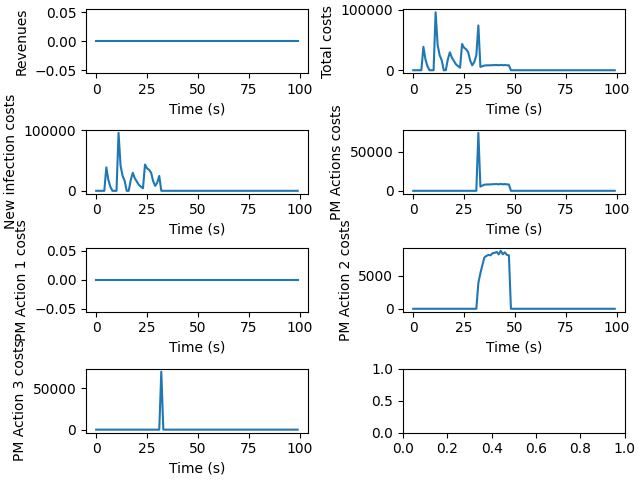 Revenues
0.05
0.00
−0.05
0 25 50 75 100
Time (s)
Total costs
100000
0
0 25 50 75 100
Time (s)
New infection costs
100000
0
0 25 50 75 100
Time (s)
PM Actions costs
50000
0
0 25 50 75 100
Time (s)
PM Action 1 costs
0.05
0.00
−0.05
0 25 50 75 100
Time (s)
PM Action 2 costs
5000
0
0 25 50 75 100
Time (s)
PM Action 3 costs
50000
0
0 25 50 75 100
Time (s)
1.0
0.5
0.0
0.0 0.2 0.4 0.6 0.8 1.0